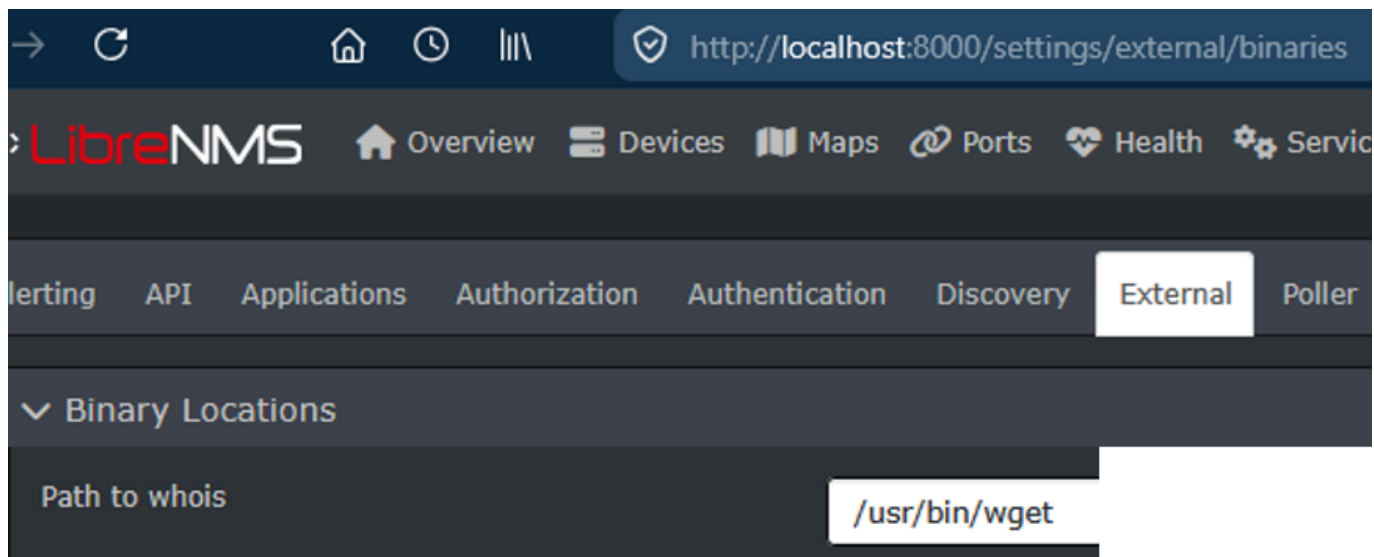 http://localhost:8000/settings/external/binaries
LibreNMS Overview Devices Maps Ports Health Servic
lerting API Applications Authorization Authentication Discovery External Poller
Binary Locations
Path to whois /usr/bin/wget